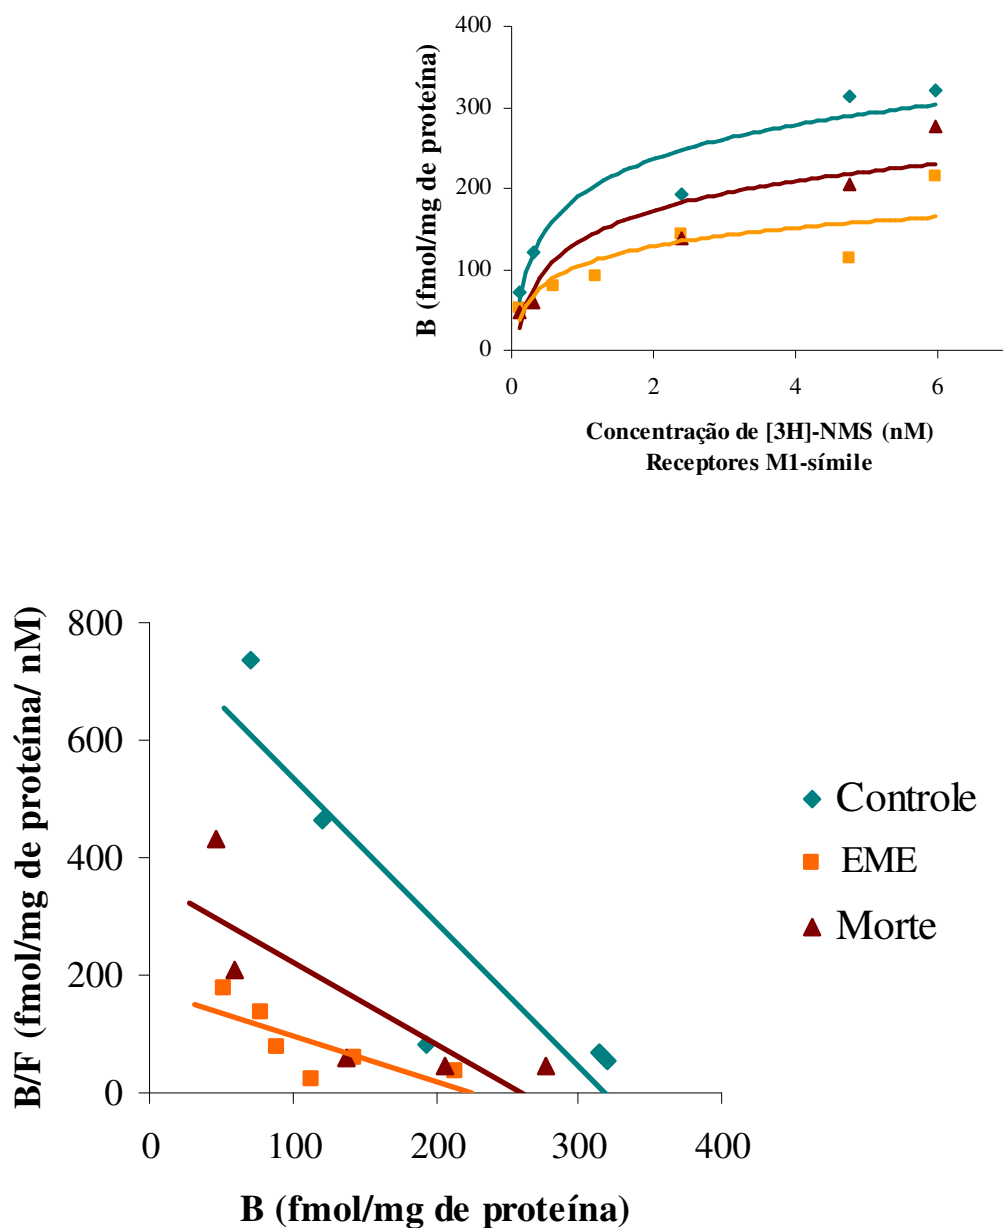 400
300
200
100
0
B (fmol/mg de proteína)
0 2 4 6
Concentração de [3H]-NMS (nM)
Receptores M1-símile
800
600
400
200
0
B/F (fmol/mg de proteína/ nM)
0 100 200 300 400
B (fmol/mg de proteína)
Controle
EME
Morte